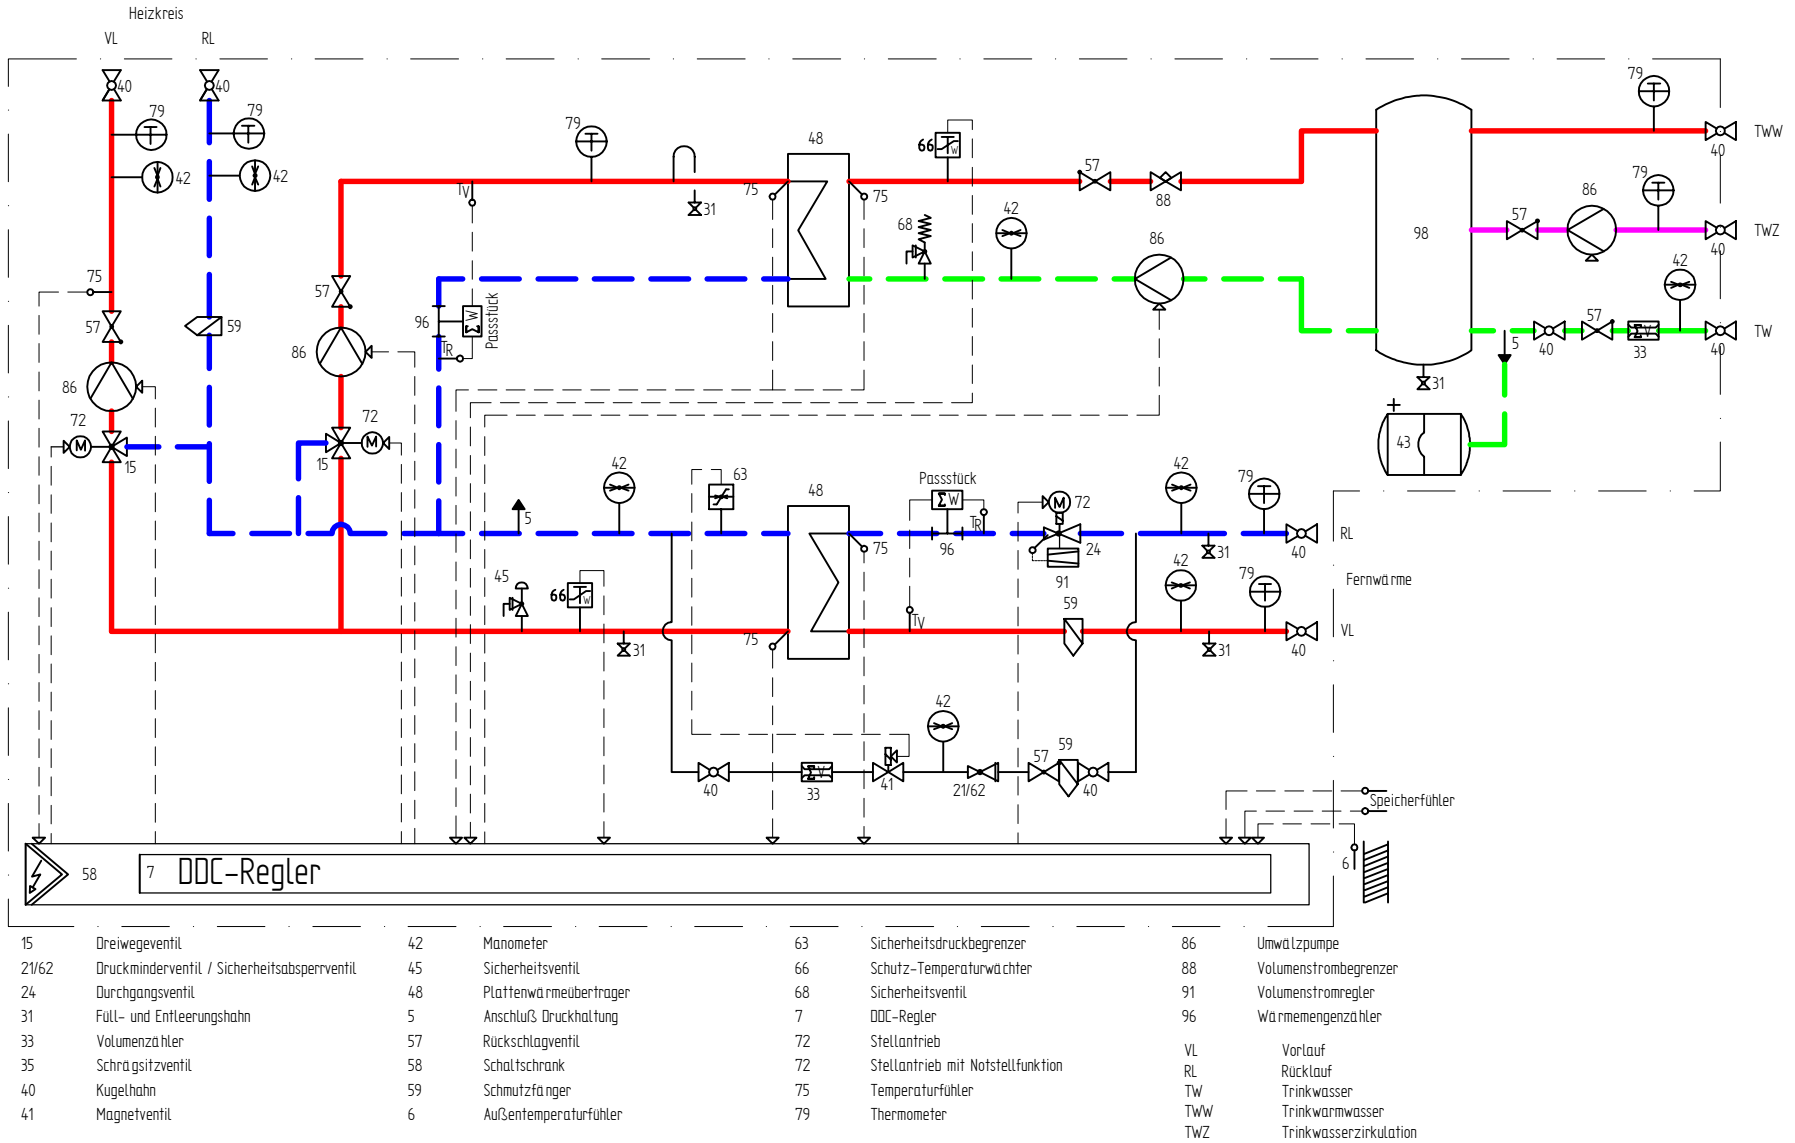 Heizkreis
VL RL
40 40 79
79 79 79 48 66 TWW
42 42 57 40
75 75 88 86 79
Tv 31 68 42 86 98 57 TWZ
40
75 57 42
57 59 96 W Σ Passstück 57
86 TR Σ V TW
86 5 40 33 40
31
72 72 43
15 15
42 63 48 Passstück 42 79
5 Σ W 72
TR RL
75 96 24 31 40
45 66 W 91 42 79 Fernwärme
59
Tv VL
75 31 31 40
42
57 59
Σ V
40 33 41 21/62 40
Speicherfühler
58 7 DDC-Regler 6
15 Dreiwegeventil
21/62 Druckminderventil / Sicherheitsabsperrventil
24 Durchgangsventil
31 Füll- und Entleerungshahn
33 Volumenzähler
35 Schrägsitzventil
40 Kugelhahn
41 Magnetventil
42 Manometer
45 Sicherheitsventil
48 Plattenwärmeübertrager
5 Anschluß Druckhaltung
57 Rückschlagventil
58 Schaltschrank
59 Schmutzfänger
6 Außentemperaturfühler
63 Sicherheitsdruckbegrenzer
66 Schutz-Temperaturwächter
68 Sicherheitsventil
7 DDC-Regler
72 Stellantrieb
72 Stellantrieb mit Notstellfunktion
75 Temperaturfühler
79 Thermometer
86 Umwälzpumpe
88 Volumenstrombegrenzer
91 Volumenstromregler
96 Wärmemengenzähler
VL Vorlauf
RL Rücklauf
TW Trinkwasser
TWW Trinkwarmwasser
TWZ Trinkwasserzirkulation